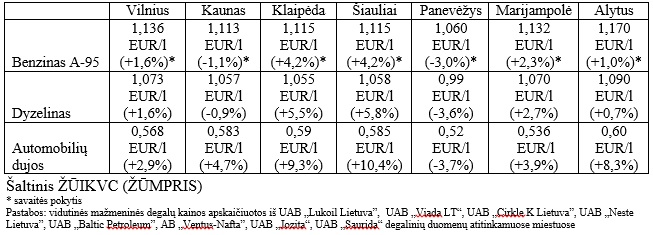 Vilnius Kaunas Klaipėda Šiauliai Panevėžys Marijampolė Alytus
1,136 1,113 1,115 1,115 1,060 1,132 1,170
EUR/l EUR/l EUR/l EUR/l EUR/l EUR/l EUR/l
Benzinas A-95 (+1,6%)* (-1,1%)* (+4,2%)* (+4,2%)* (-3,0%)* (+2,3%)* (+1,0%)*
1,073 1,057 1,055 1,058 0,99 1,070 1,090
EUR/l EUR/l EUR/l EUR/l EUR/l EUR/l EUR/l
Dyzelinas (+1,6%) (-0,9%) (+5,5%) (+5,8%) (-3,6%) (+2,7%) (+0,7%)
0,568 0,583 0,59 0,585 0,52 0,536 0,60
Automobilių EUR/l EUR/l EUR/l EUR/l EUR/l EUR/l EUR/l
dujos (+2,9%) (+4,7%) (+9,3%) (+10,4%) (-3,7%) (+3,9%) (+8,3%)
Šaltinis ŽŪIKVC (ŽŪMPRIS)
* savaitės pokytis
Pastabos: vidutinės mažmeninės degalų kainos apskaičiuotos iš UAB „Lukoil Lietuva”, UAB „Viada LT“, UAB „Cirkle K Lietuva”, UAB „Neste
Lietuva”, UAB „Baltic Petroleum”, AB „Ventus-Nafta”, UAB „Jozita”, UAB „Saurida” degalinių duomenų atitinkamuose miestuose